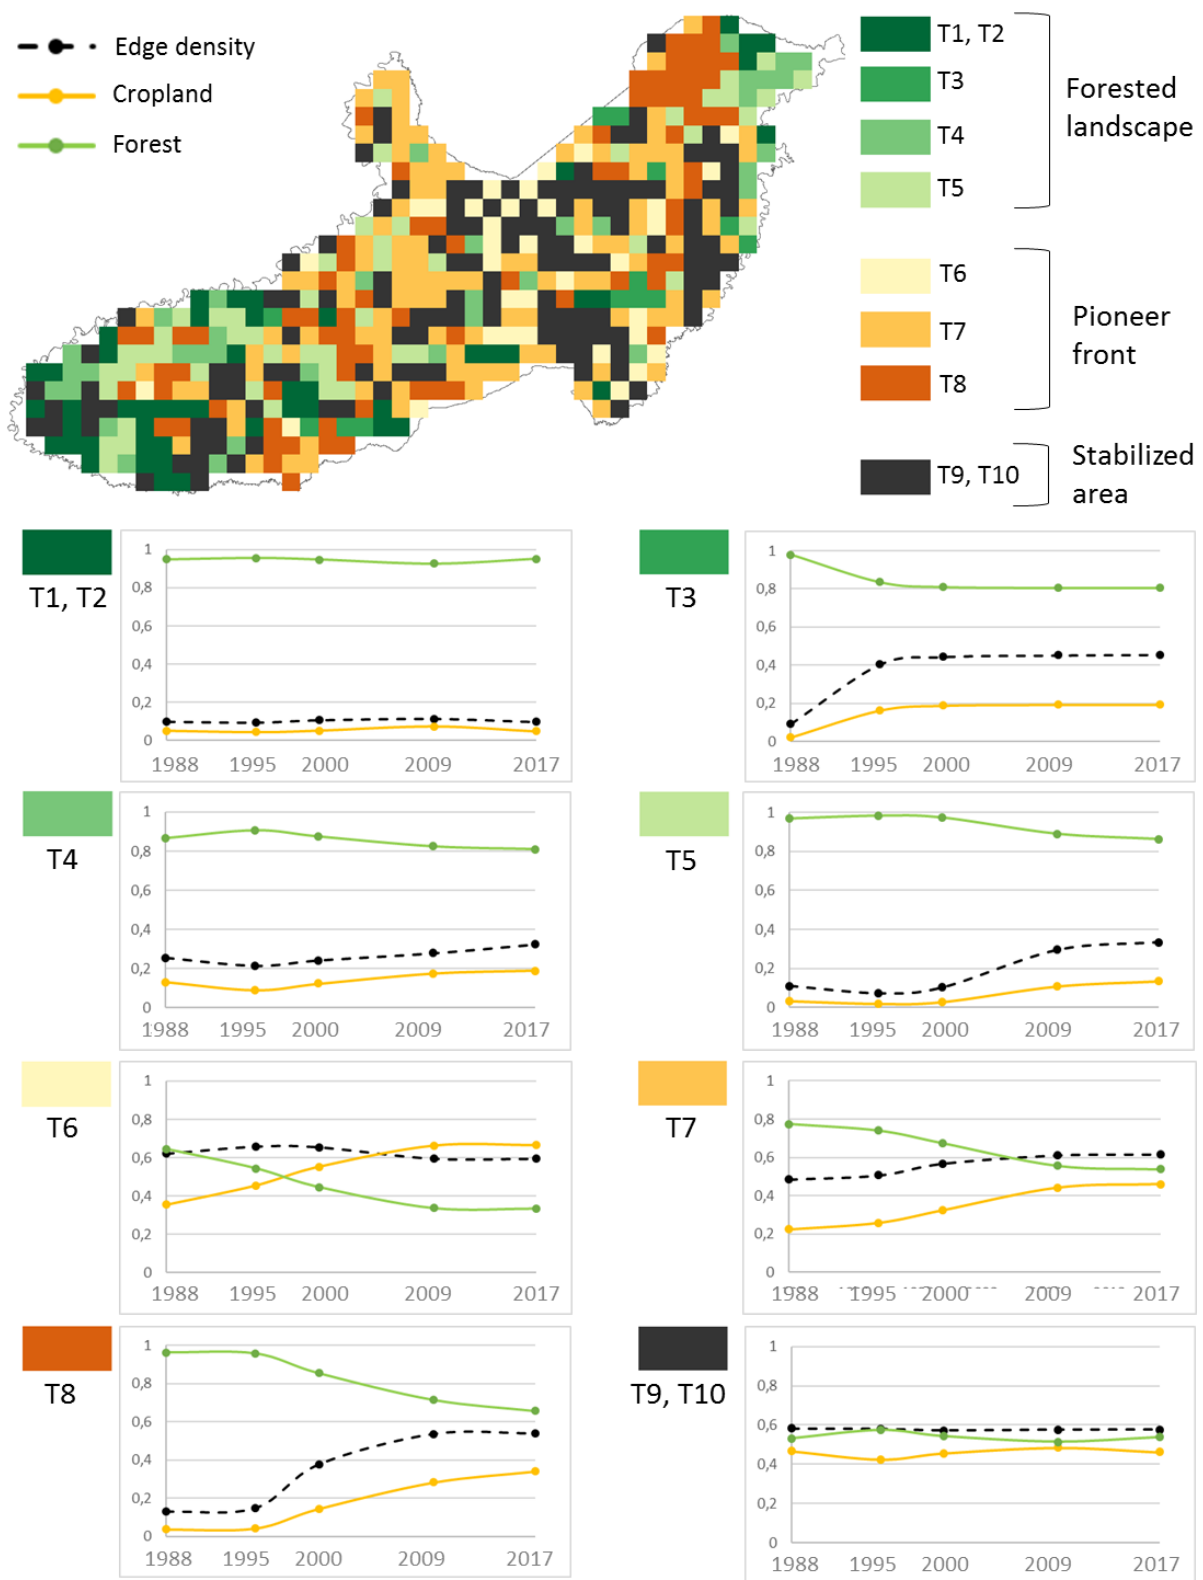 Edge density
Cropland
Forest
T1, T2
T3
T4
T5
Forested
landscape
T6
T7
T8
Pioneer
front
T9, T10
Stabilized
area
T1, T2
1
0,8
0,6
0,4
0,2
0
1988 1995 2000 2009 2017
T3
1
0,8
0,6
0,4
0,2
0
1988 1995 2000 2009 2017
T4
1
0,8
0,6
0,4
0,2
0
1988 1995 2000 2009 2017
T5
1
0,8
0,6
0,4
0,2
0
1988 1995 2000 2009 2017
T6
1
0,8
0,6
0,4
0,2
0
1988 1995 2000 2009 2017
T7
1
0,8
0,6
0,4
0,2
0
1988 1995 2000 2009 2017
T8
1
0,8
0,6
0,4
0,2
0
1988 1995 2000 2009 2017
T9, T10
1
0,8
0,6
0,4
0,2
0
1988 1995 2000 2009 2017